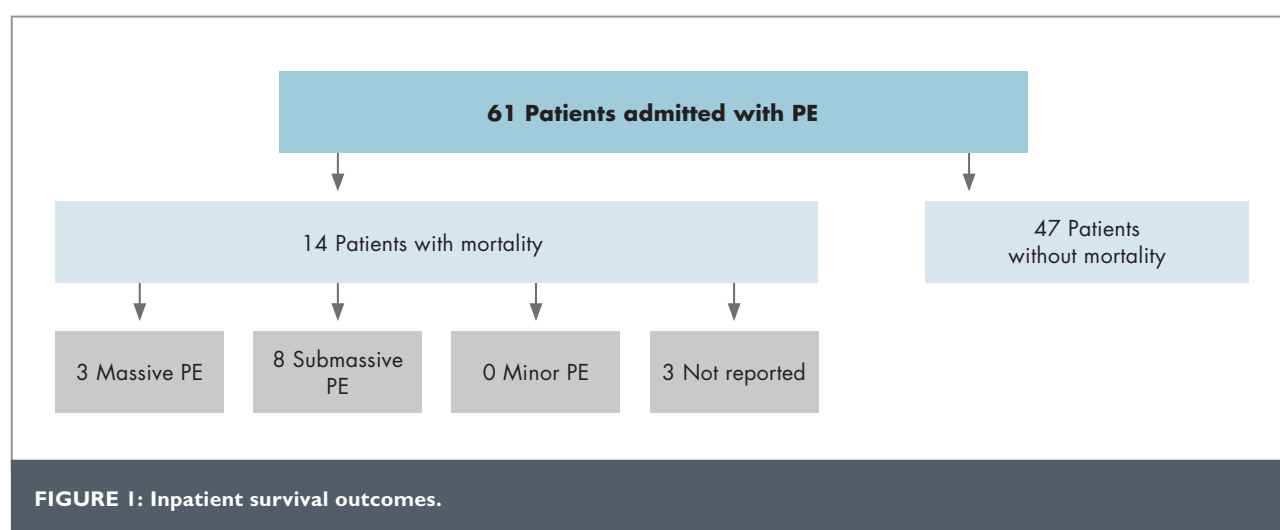 61 Patients admitted with PE
14 Patients with mortality
47 Patients
without mortality
3 Massive PE
8 Submassive
PE
0 Minor PE
3 Not reported
FIGURE 1: Inpatient survival outcomes.